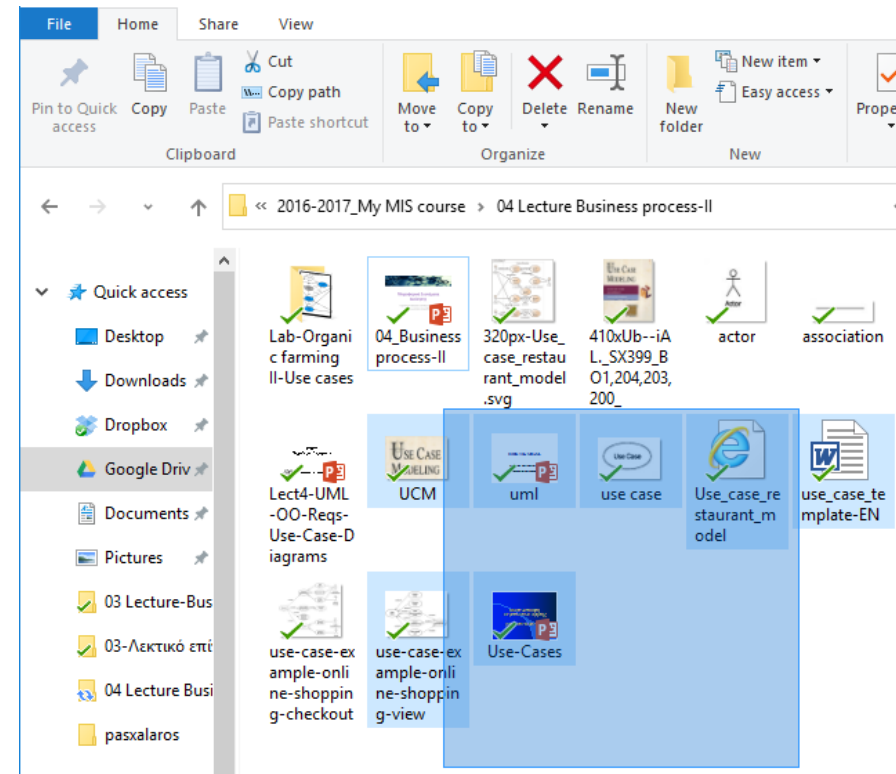 File Home Share View
Pin to Quick access
Copy
Paste
Cut
Copy path
Paste shortcut
Clipboard
Move to
Copy to
Delete
Rename
Organize
New folder
New item
Easy access
New
Prope
« 2016-2017_My MIS course > 04 Lecture Business process-II
Quick access
Desktop
Downloads
Dropbox
Google Driv
Documents
Pictures
03 Lecture-Bus
03-Λεκτικό επί
04 Lecture Busi
pasxalaros
Lab-Organi
c farming
II-Use cases
04_Business
process-II
320px-Use_
case_restau
rant_model
.svg
410xUb--iA
L._SX399_B
O1,204,203,
200_
Actor
actor
association
Lect4-UML
-OO-Reqs-
Use-Case-D
iagrams
USE CASE
MODELING
UCM
uml
Use Case
use case
Use_case_re
staurant_m
odel
use_case_te
mplate-EN
use-case-ex
ample-onli
ne-shoppin
g-checkout
use-case-ex
ample-onli
ne-shoppin
g-view
Use-Cases